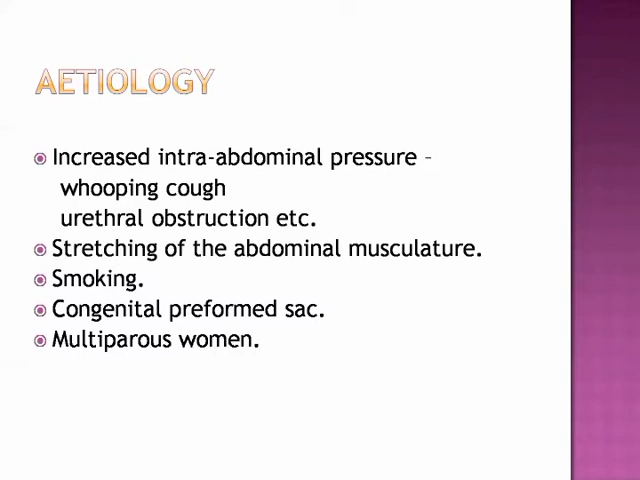 AETIOLOGY
Increased intra-abdominal pressure –
whooping cough
urethral obstruction etc.
Stretching of the abdominal musculature.
Smoking.
Congenital preformed sac.
Multiparous women.